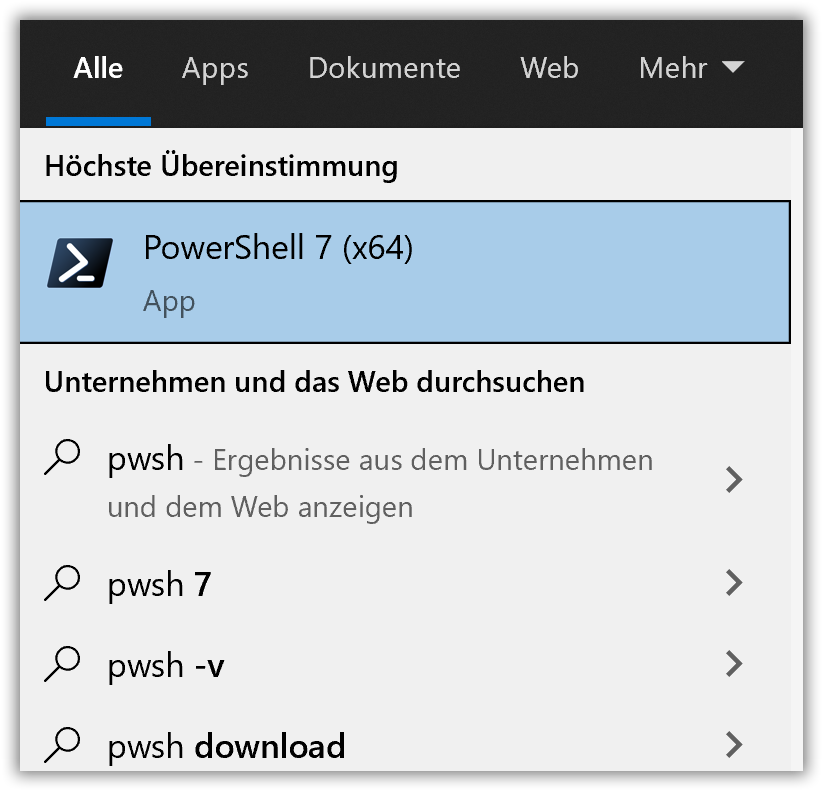 Alle Apps Dokumente Web Mehr
Höchste Übereinstimmung
PowerShell 7 (x64)
App
Unternehmen und das Web durchsuchen
pwsh - Ergebnisse aus dem Unternehmen
und dem Web anzeigen
pwsh 7
pwsh -v
pwsh download